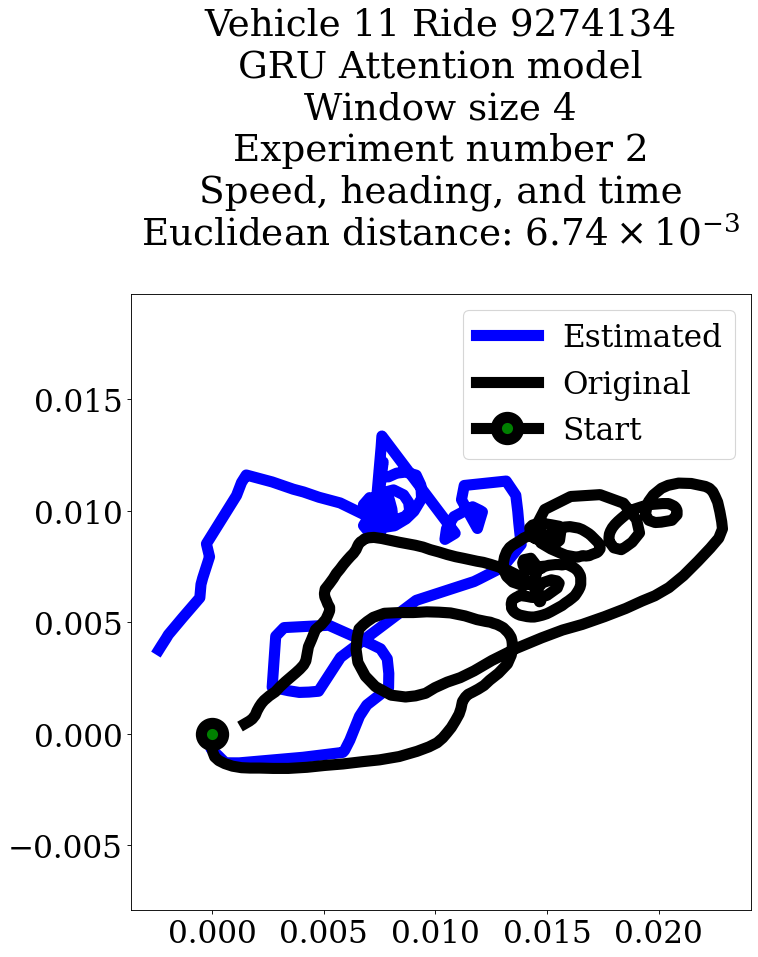 Vehicle 11 Ride 9274134
GRU Attention model
Window size 4
Experiment number 2
Speed, heading, and time
Euclidean distance: 6.74 × 10⁻³
Estimated
Original
Start
0.015
0.010
0.005
0.000
−0.005
0.000 0.005 0.010 0.015 0.020